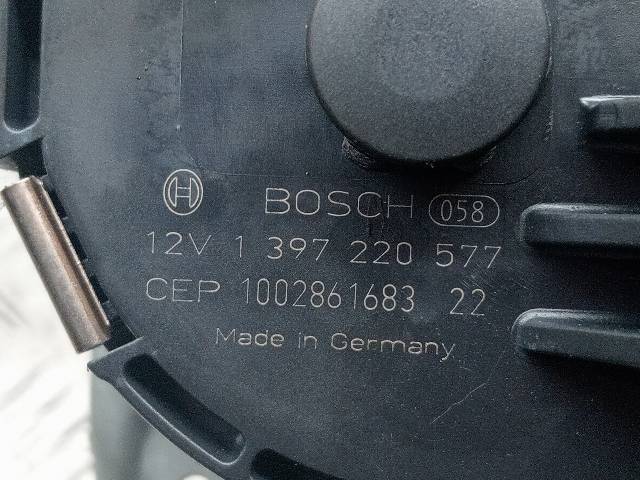 BOSCH 058
12V 1 397 220 577
CEP 1002861683 22
Made in Germany